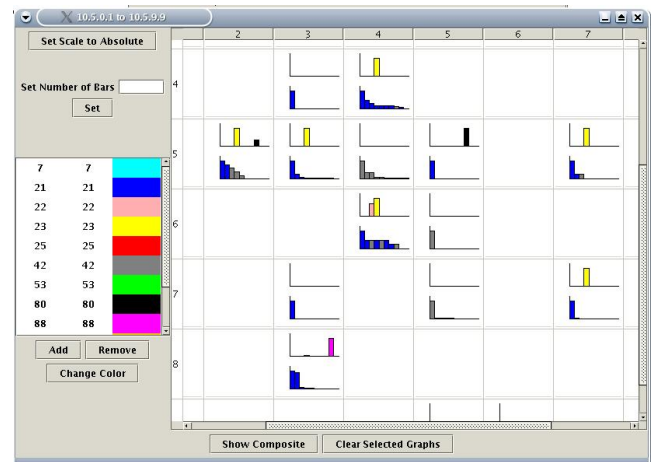 X 10.5.0.1 to 10.5.9.9
Set Scale to Absolute
Set Number of Bars
Set
7 7
21 21
22 22
23 23
25 25
42 42
53 53
80 80
88 88
Add Remove
Change Color
2 3 4 5 6 7
4
5
6
7
8
Show Composite Clear Selected Graphs